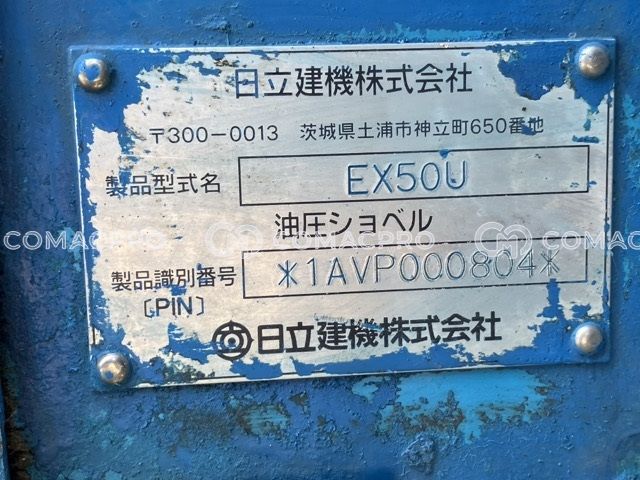 日立建機株式会社
〒300-0013 茨城県土浦市神立町650番地
製品型式名 EX50U
油圧ショベル
COMACPRO COMACPRO COMACPRO
製品識別番号 *1AVP000804*
〔PIN〕
日立建機株式会社